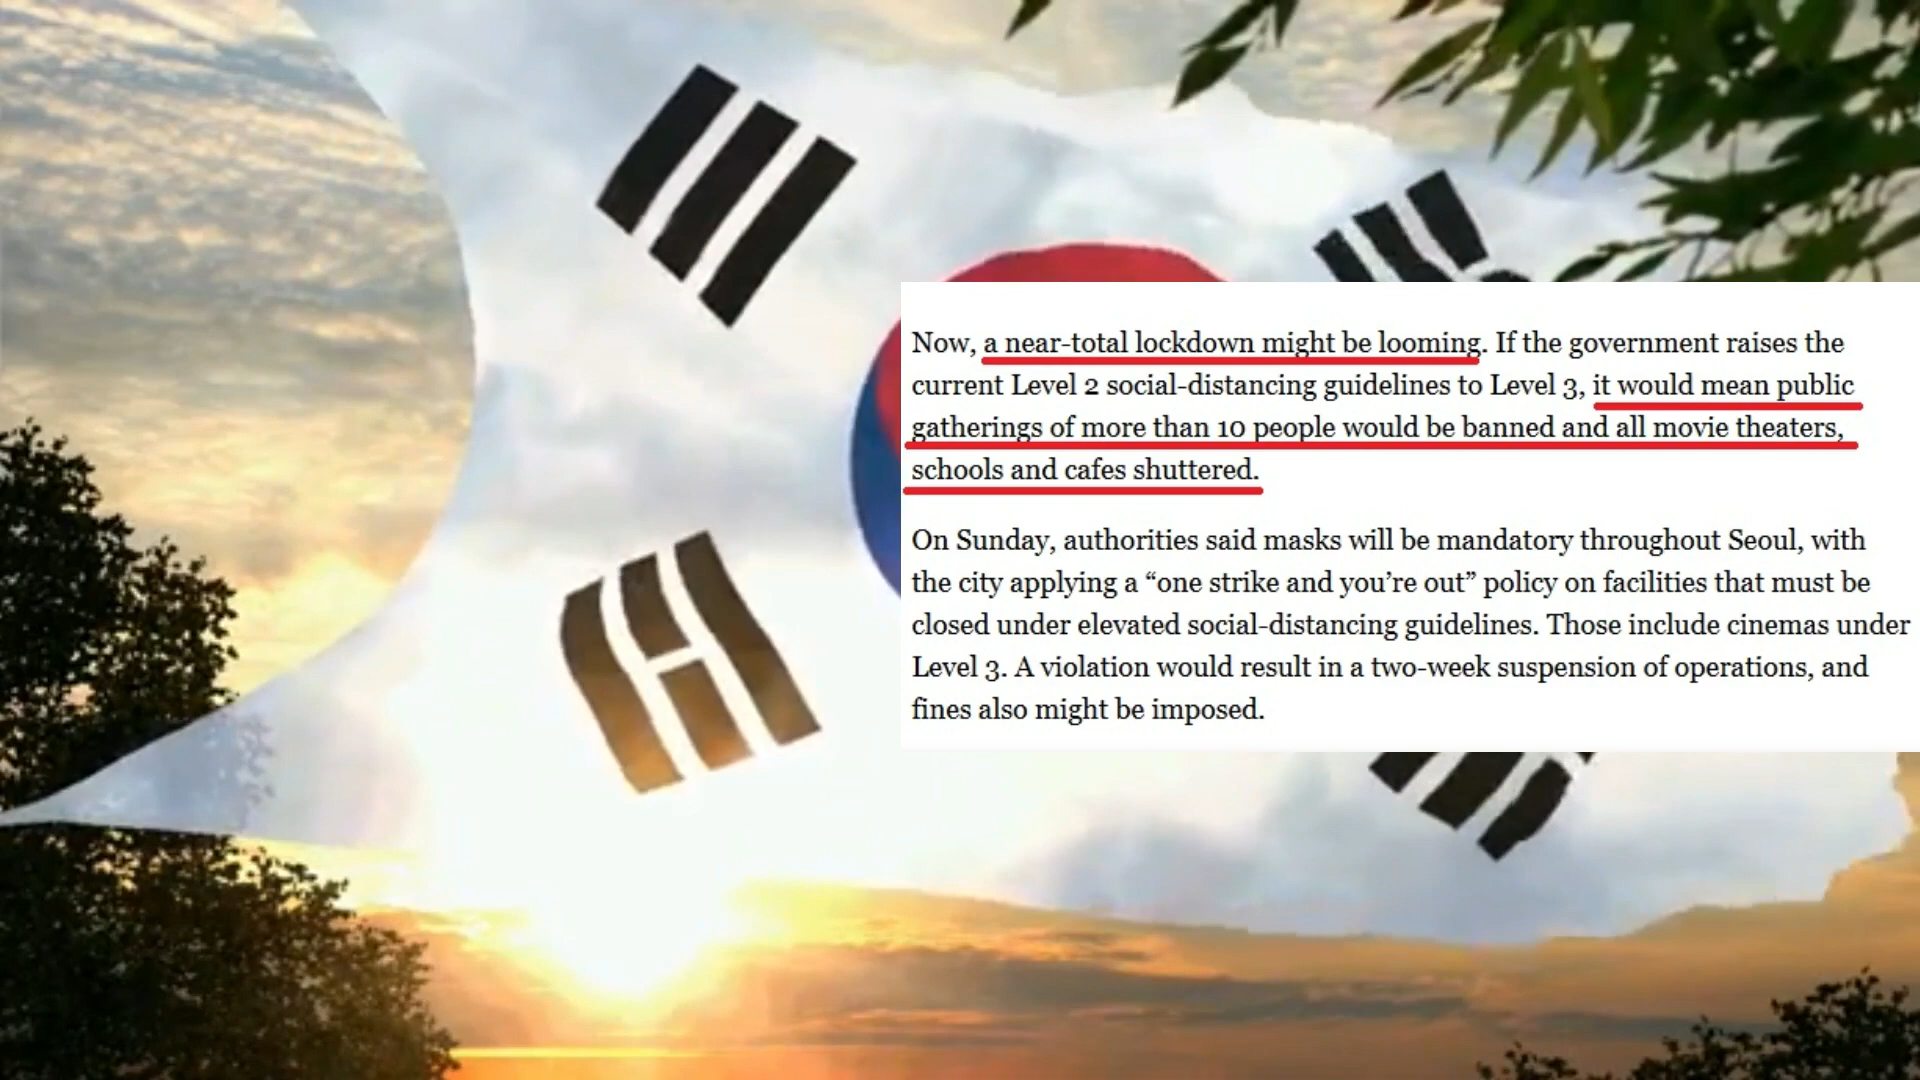 Now, a near-total lockdown might be looming. If the government raises the
current Level 2 social-distancing guidelines to Level 3, it would mean public
gatherings of more than 10 people would be banned and all movie theaters,
schools and cafes shuttered.
On Sunday, authorities said masks will be mandatory throughout Seoul, with
the city applying a “one strike and you’re out” policy on facilities that must be
closed under elevated social-distancing guidelines. Those include cinemas under
Level 3. A violation would result in a two-week suspension of operations, and
fines also might be imposed.